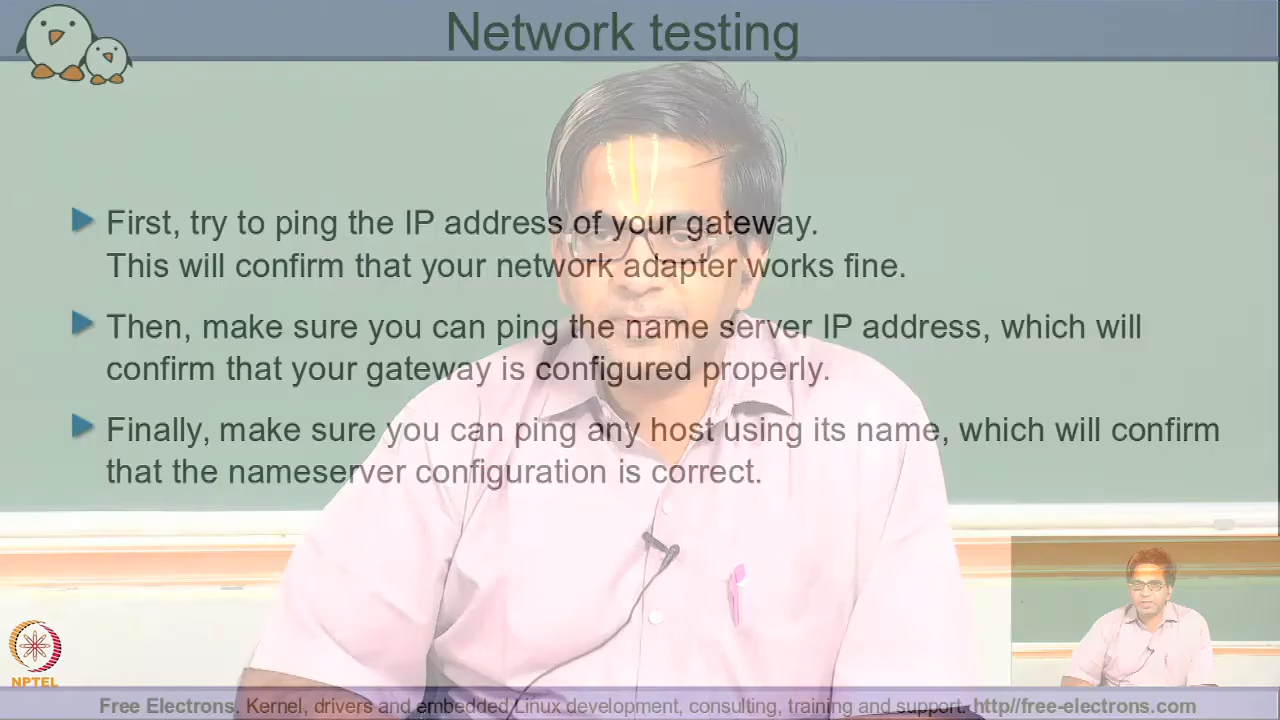 Network testing
First, try to ping the IP address of your gateway.
This will confirm that your network adapter works fine.
Then, make sure you can ping the name server IP address, which will
confirm that your gateway is configured properly.
Finally, make sure you can ping any host using its name, which will confirm
that the nameserver configuration is correct.
NPTEL
Free Electrons. Kernel, drivers and embedded Linux development, consulting, training and support. http//free-electrons.com